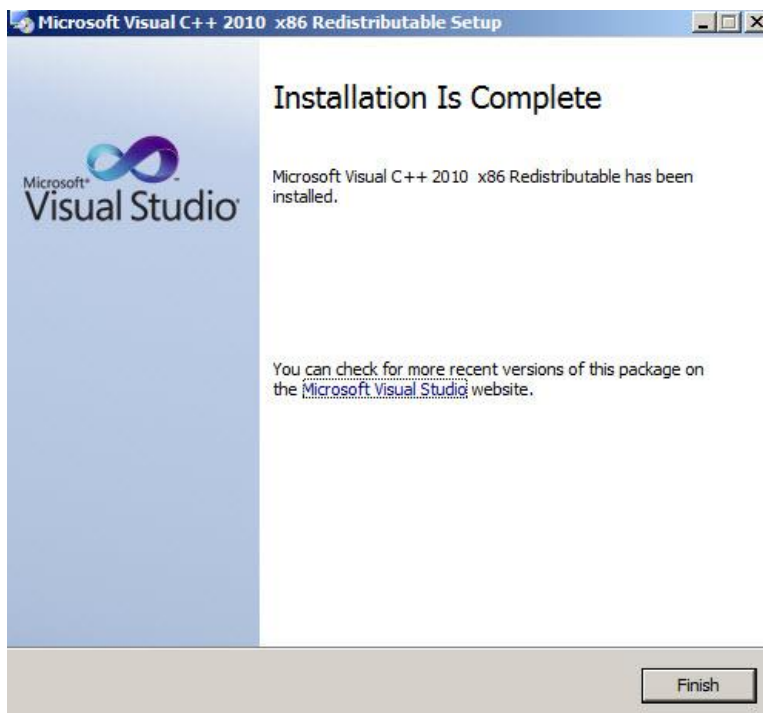 Microsoft Visual C++ 2010 x86 Redistributable Setup
Installation Is Complete
Microsoft®
Visual Studio®
Microsoft Visual C++ 2010 x86 Redistributable has been
installed.
You can check for more recent versions of this package on
the Microsoft Visual Studio website.
Finish